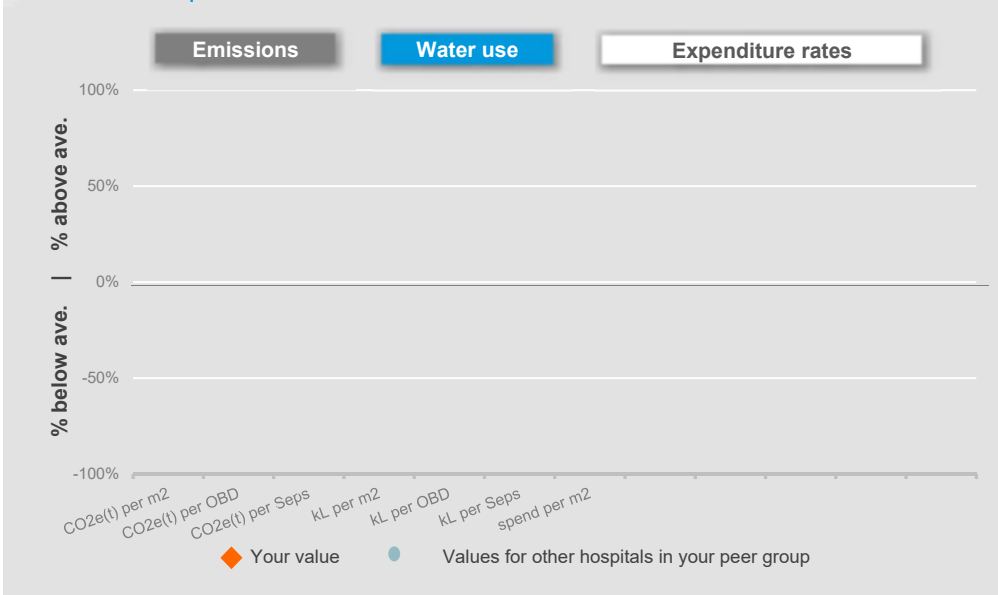 Emissions
Water use
Expenditure rates
100%
50%
0%
-50%
-100%
% below ave. | % above ave.
CO2e(t) per m2
CO2e(t) per OBD
CO2e(t) per Seps
kL per m2
kL per OBD
kL per Seps
spend per m2
Your value
Values for other hospitals in your peer group